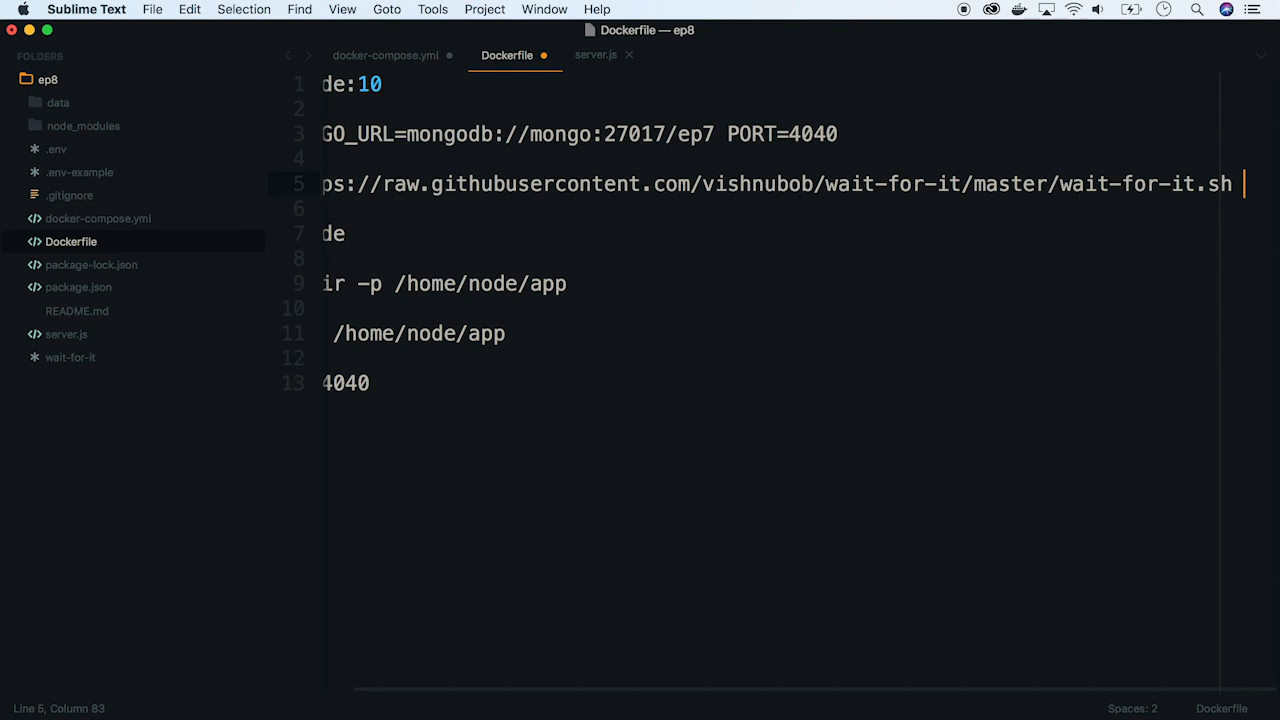 Sublime Text File Edit Selection Find View Goto Tools Project Window Help
Dockerfile — ep8
FOLDERS
ep8
data
node_modules
.env
.env-example
.gitignore
docker-compose.yml
Dockerfile
package-lock.json
package.json
README.md
server.js
wait-for-it
docker-compose.yml Dockerfile server.js
1 de:10
2
3 GO_URL=mongodb://mongo:27017/ep7 PORT=4040
4
5 ps://raw.githubusercontent.com/vishnubob/wait-for-it/master/wait-for-it.sh
6
7 de
8
9 ir -p /home/node/app
10
11 /home/node/app
12
13 4040
Line 5, Column 83 Spaces: 2 Dockerfile